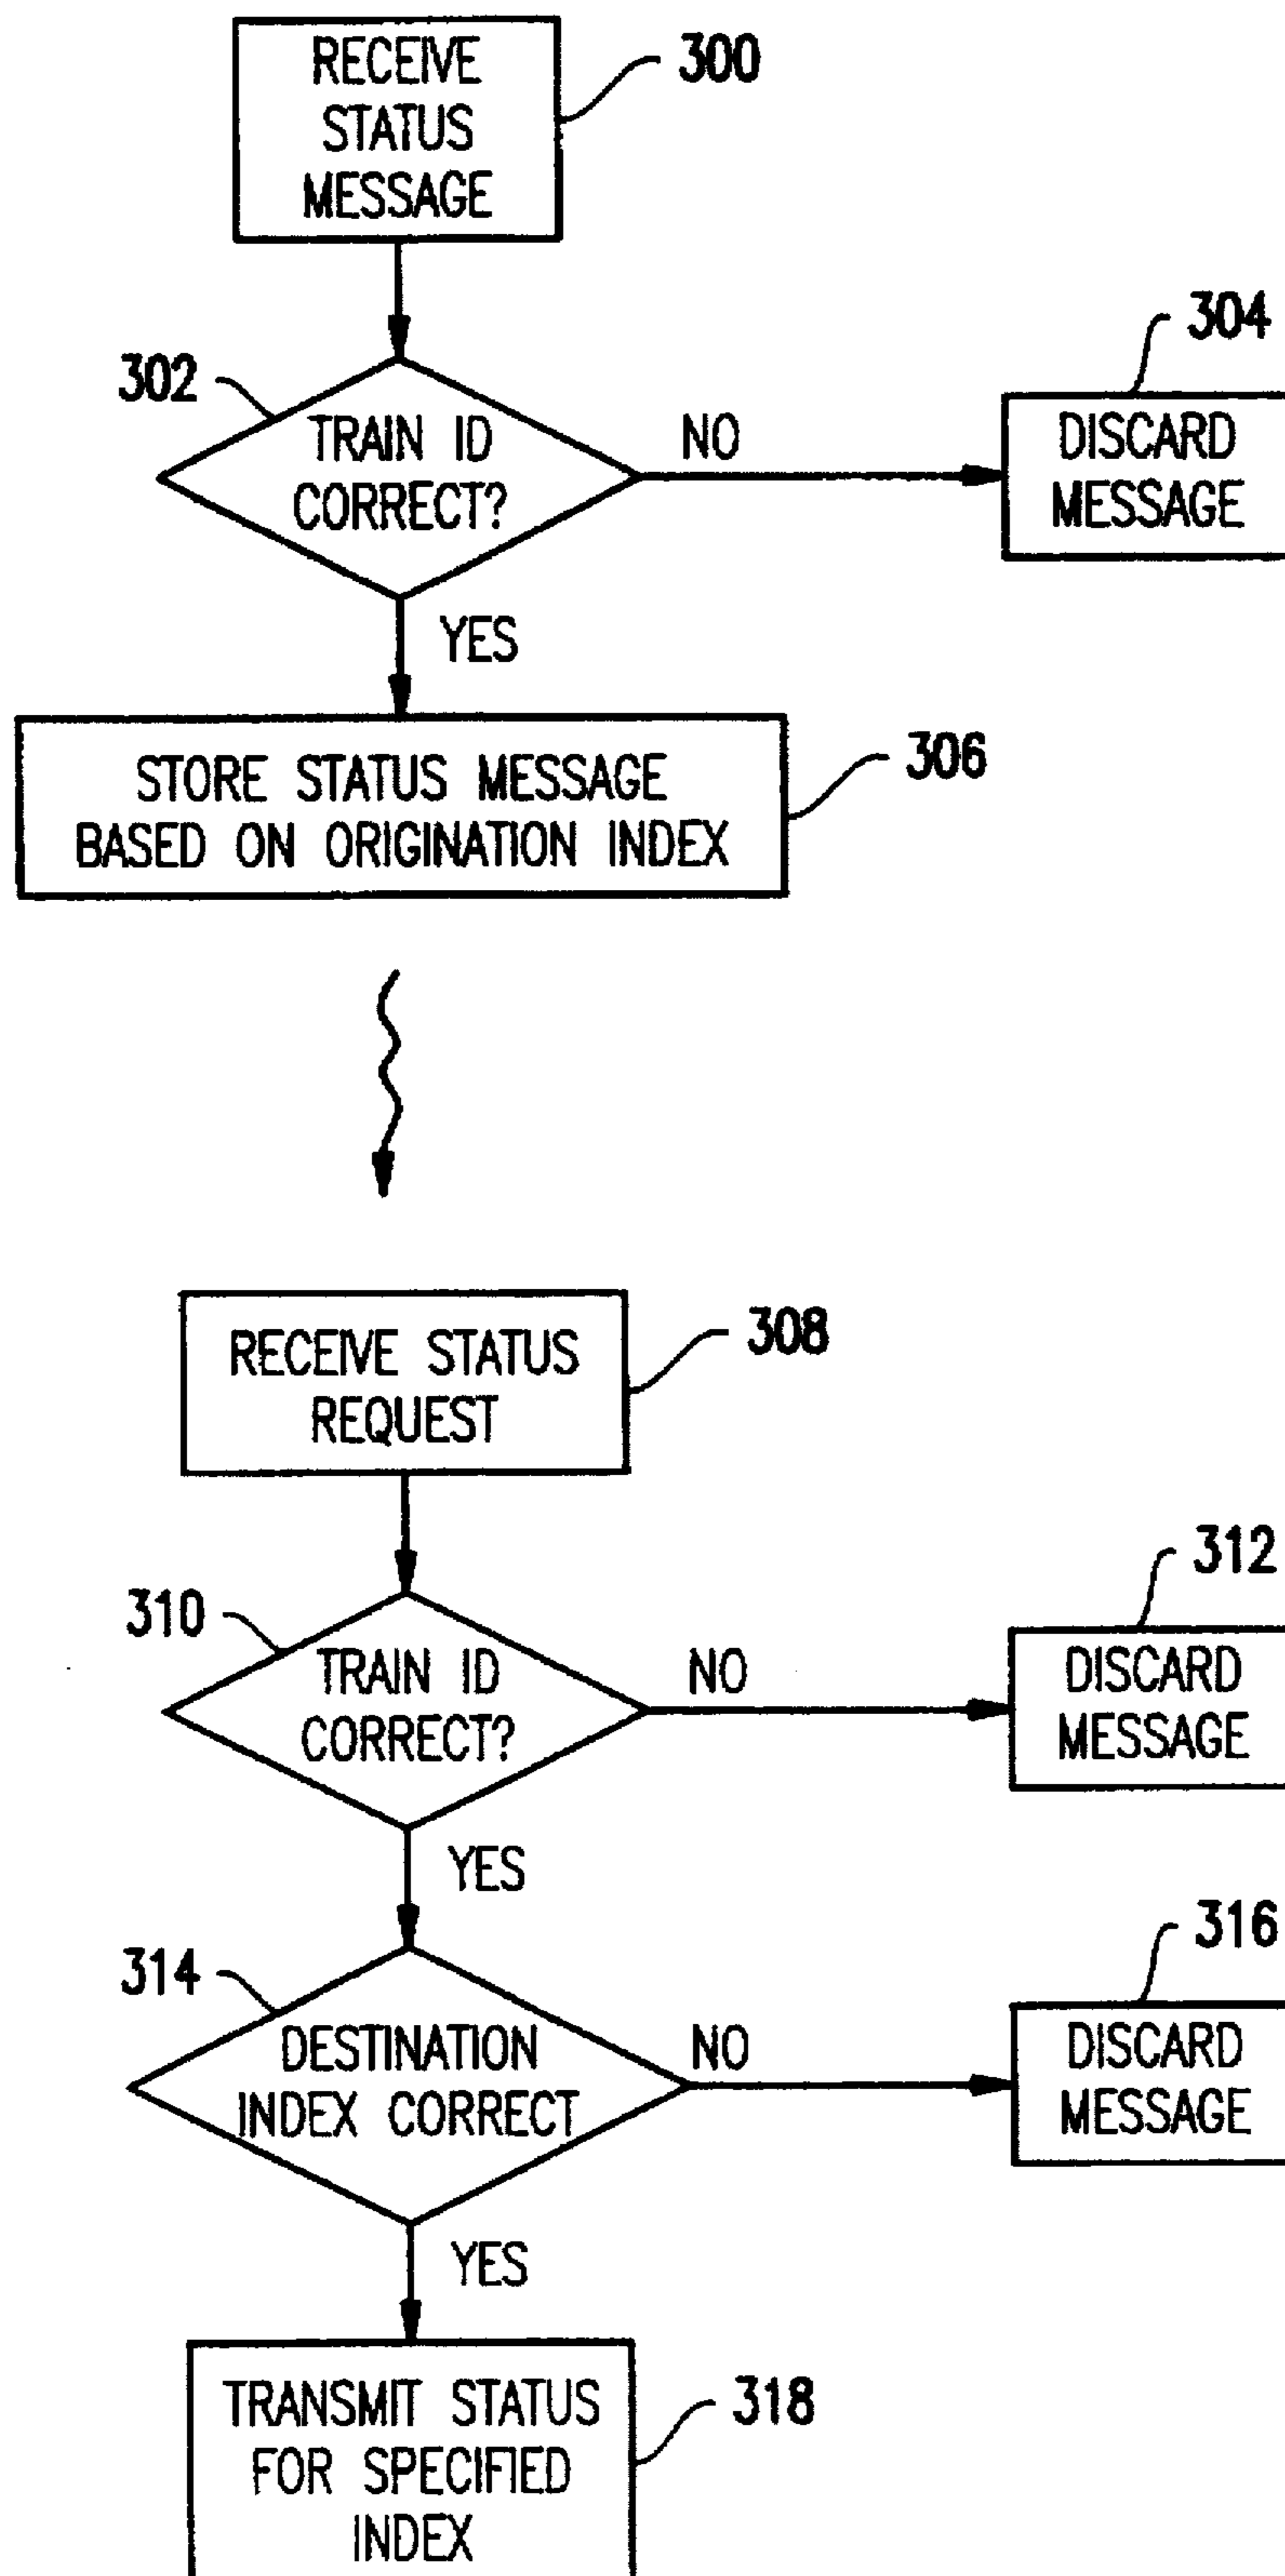 RECEIVE
STATUS
MESSAGE
300
302
TRAIN ID
CORRECT?
NO
304
DISCARD
MESSAGE
YES
STORE STATUS MESSAGE
BASED ON ORIGINATION INDEX
306
RECEIVE STATUS
REQUEST
308
310
TRAIN ID
CORRECT?
NO
312
DISCARD
MESSAGE
YES
314
DESTINATION
INDEX CORRECT
NO
316
DISCARD
MESSAGE
YES
TRANSMIT STATUS
FOR SPECIFIED
INDEX
318